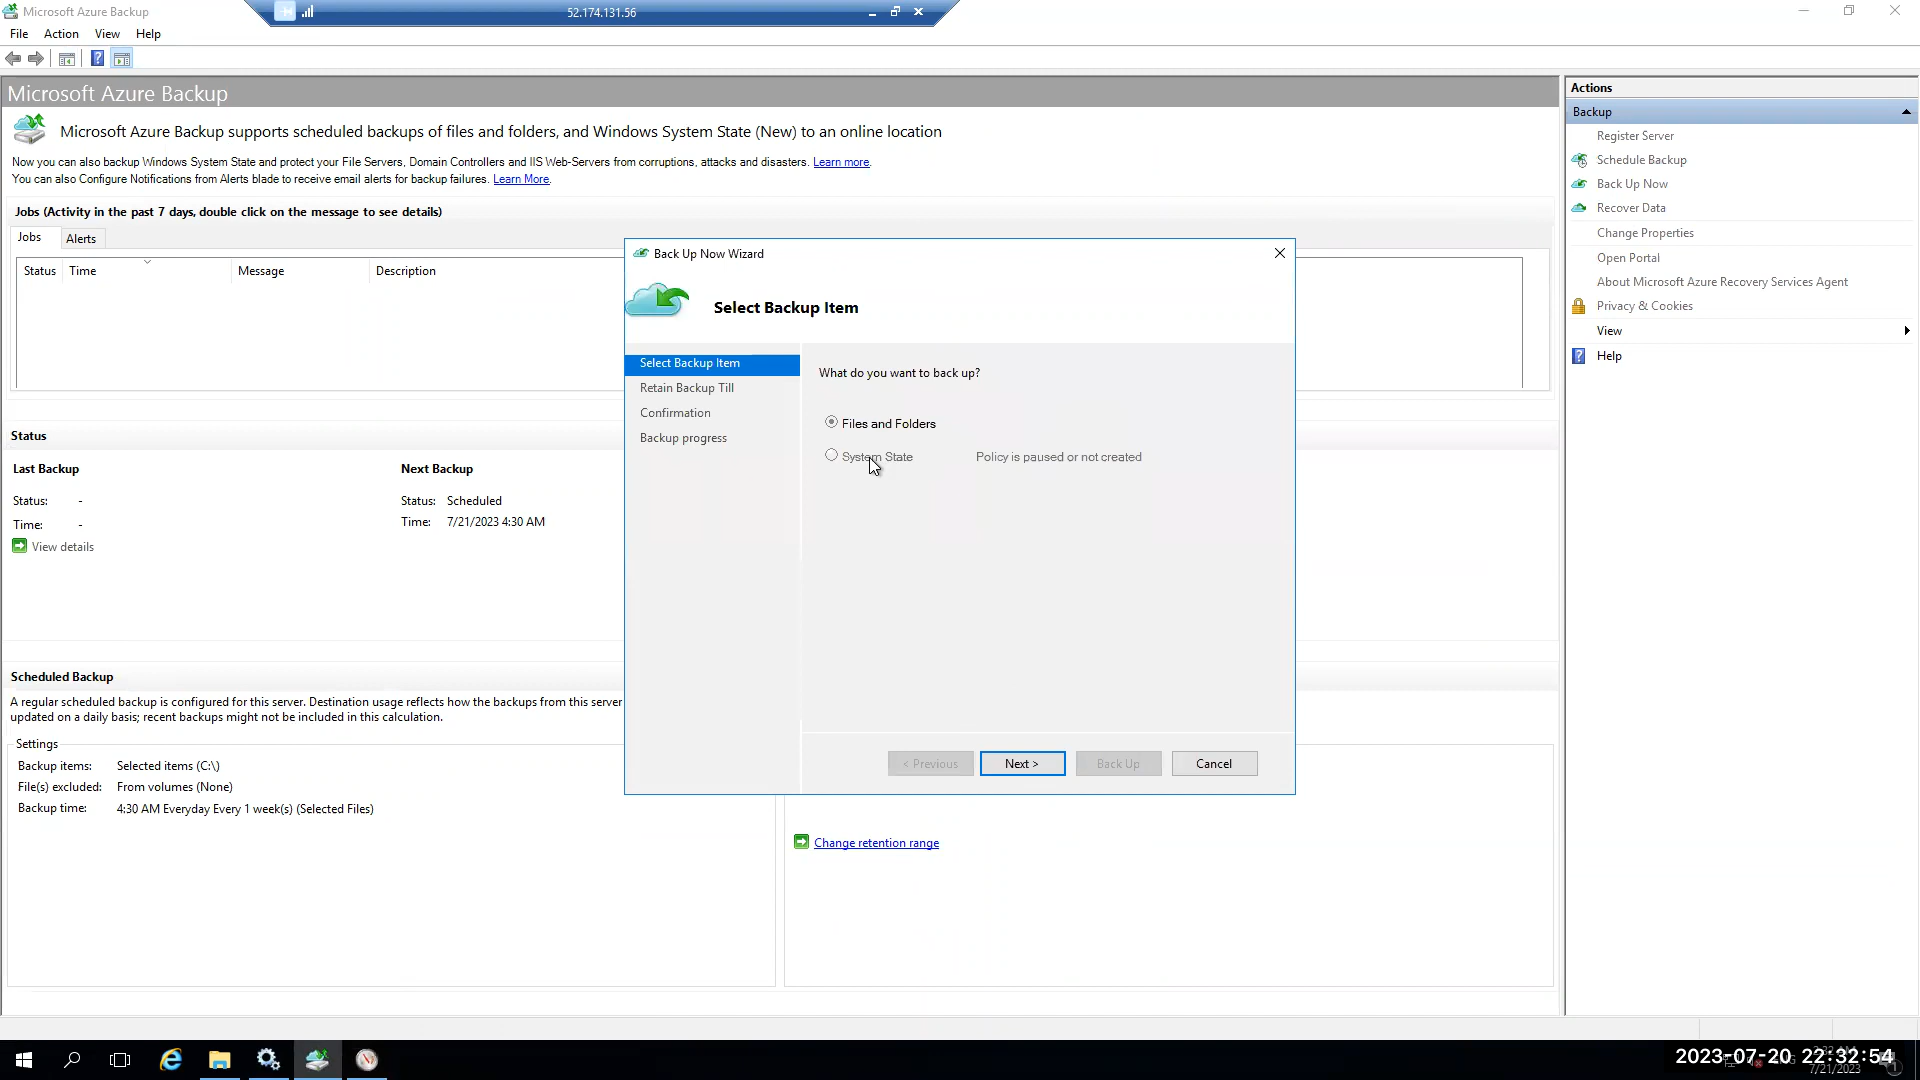 Microsoft Azure Backup
52.174.131.56
File Action View Help
Microsoft Azure Backup
Microsoft Azure Backup supports scheduled backups of files and folders, and Windows System State (New) to an online location
Now you can also backup Windows System State and protect your File Servers, Domain Controllers and IIS Web-Servers from corruptions, attacks and disasters. Learn more.
You can also Configure Notifications from Alerts blade to receive email alerts for backup failures. Learn More.
Jobs (Activity in the past 7 days, double click on the message to see details)
Jobs Alerts
Status Time Message Description
Status
Last Backup
Status: -
Time: -
View details
Next Backup
Status: Scheduled
Time: 7/21/2023 4:30 AM
Scheduled Backup
A regular scheduled backup is configured for this server. Destination usage reflects how the backups from this server
updated on a daily basis; recent backups might not be included in this calculation.
Settings
Backup items: Selected items (C:\)
File(s) excluded: From volumes (None)
Backup time: 4:30 AM Everyday Every 1 week(s) (Selected Files)
Change retention range
Back Up Now Wizard
Select Backup Item
Select Backup Item
Retain Backup Till
Confirmation
Backup progress
What do you want to back up?
Files and Folders
System State Policy is paused or not created
< Previous Next > Back Up Cancel
Actions
Backup
Register Server
Schedule Backup
Back Up Now
Recover Data
Change Properties
Open Portal
About Microsoft Azure Recovery Services Agent
Privacy & Cookies
View
Help
2023-07-20 22:32:54
7/21/2023